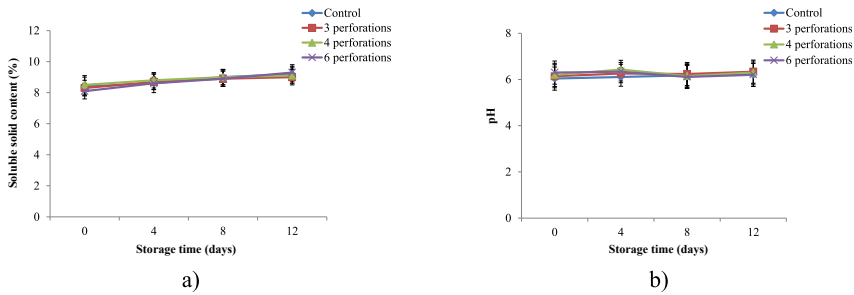 Control
3 perforations
4 perforations
6 perforations
12
10
8
6
4
2
0
Soluble solid content (%)
0 4 8 12
Storage time (days)
a)
Control
3 perforations
4 perforations
6 perforations
8
6
4
2
0
pH
0 4 8 12
Storage time (days)
b)